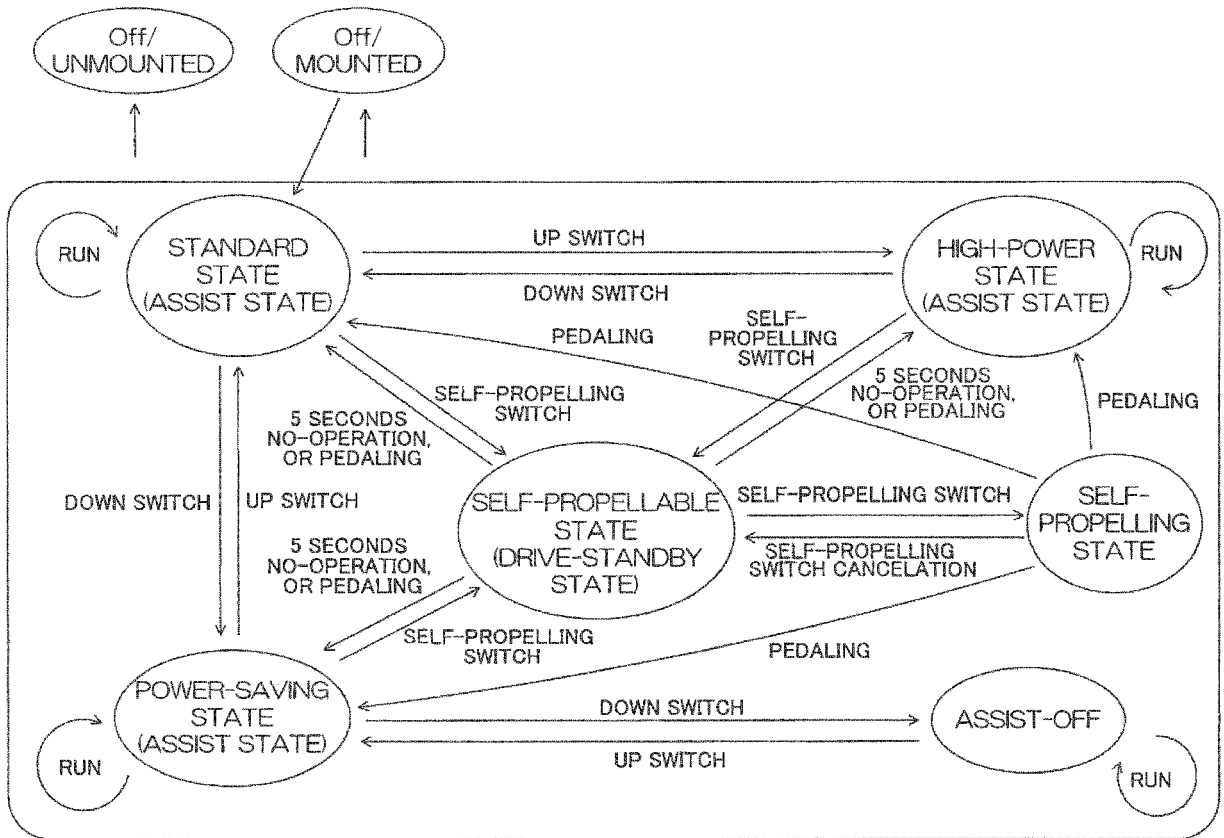 Off/
UNMOUNTED
Off/
MOUNTED
RUN
STANDARD
STATE
(ASSIST STATE)
UP SWITCH
DOWN SWITCH
HIGH-POWER
STATE
(ASSIST STATE)
RUN
PEDALING
SELF-
PROPELLING
SWITCH
SELF-PROPELLING
SWITCH
5 SECONDS
NO-OPERATION,
OR PEDALING
5 SECONDS
NO-OPERATION,
OR PEDALING
PEDALING
DOWN SWITCH
UP SWITCH
SELF-PROPELLABLE
STATE
(DRIVE-STANDBY
STATE)
SELF-PROPELLING SWITCH
SELF-PROPELLING
SWITCH CANCELATION
SELF-
PROPELLING
STATE
5 SECONDS
NO-OPERATION,
OR PEDALING
SELF-PROPELLING
SWITCH
PEDALING
POWER-SAVING
STATE
(ASSIST STATE)
RUN
DOWN SWITCH
UP SWITCH
ASSIST-OFF
RUN